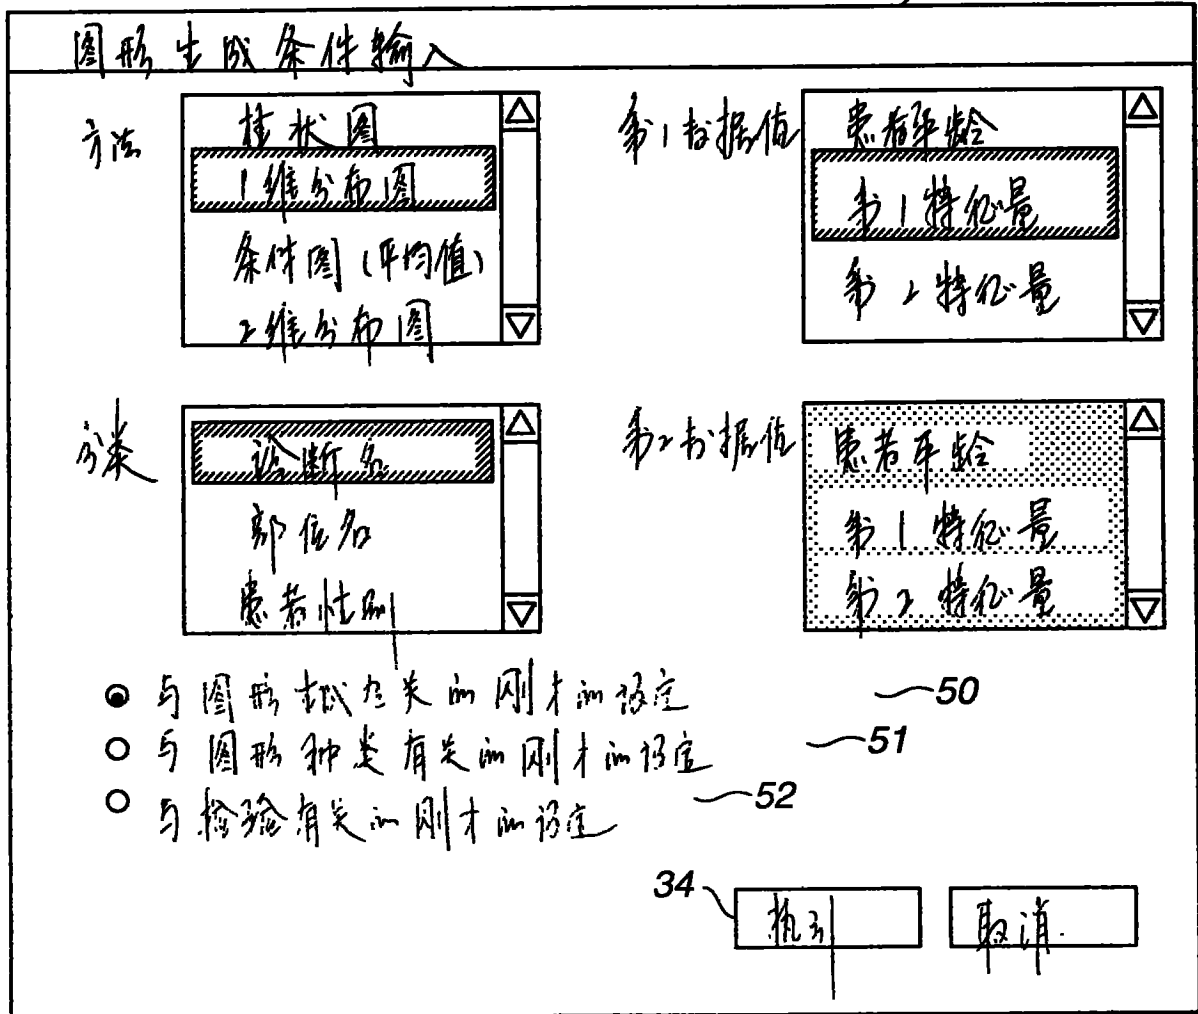 图形生成条件输入
方法
柱状图
1维分布图
条件图(平均值)
2维分布图
第1数据值
患者年龄
第1特征量
第2特征量
分类
诊断名
部位名
患者性别
第2数据值
患者年龄
第1特征量
第2特征量
与图形生成有关的刚才的设定 50
与图形种类有关的刚才的设定 51
与检验有关的刚才的设定 52
34
执行
取消